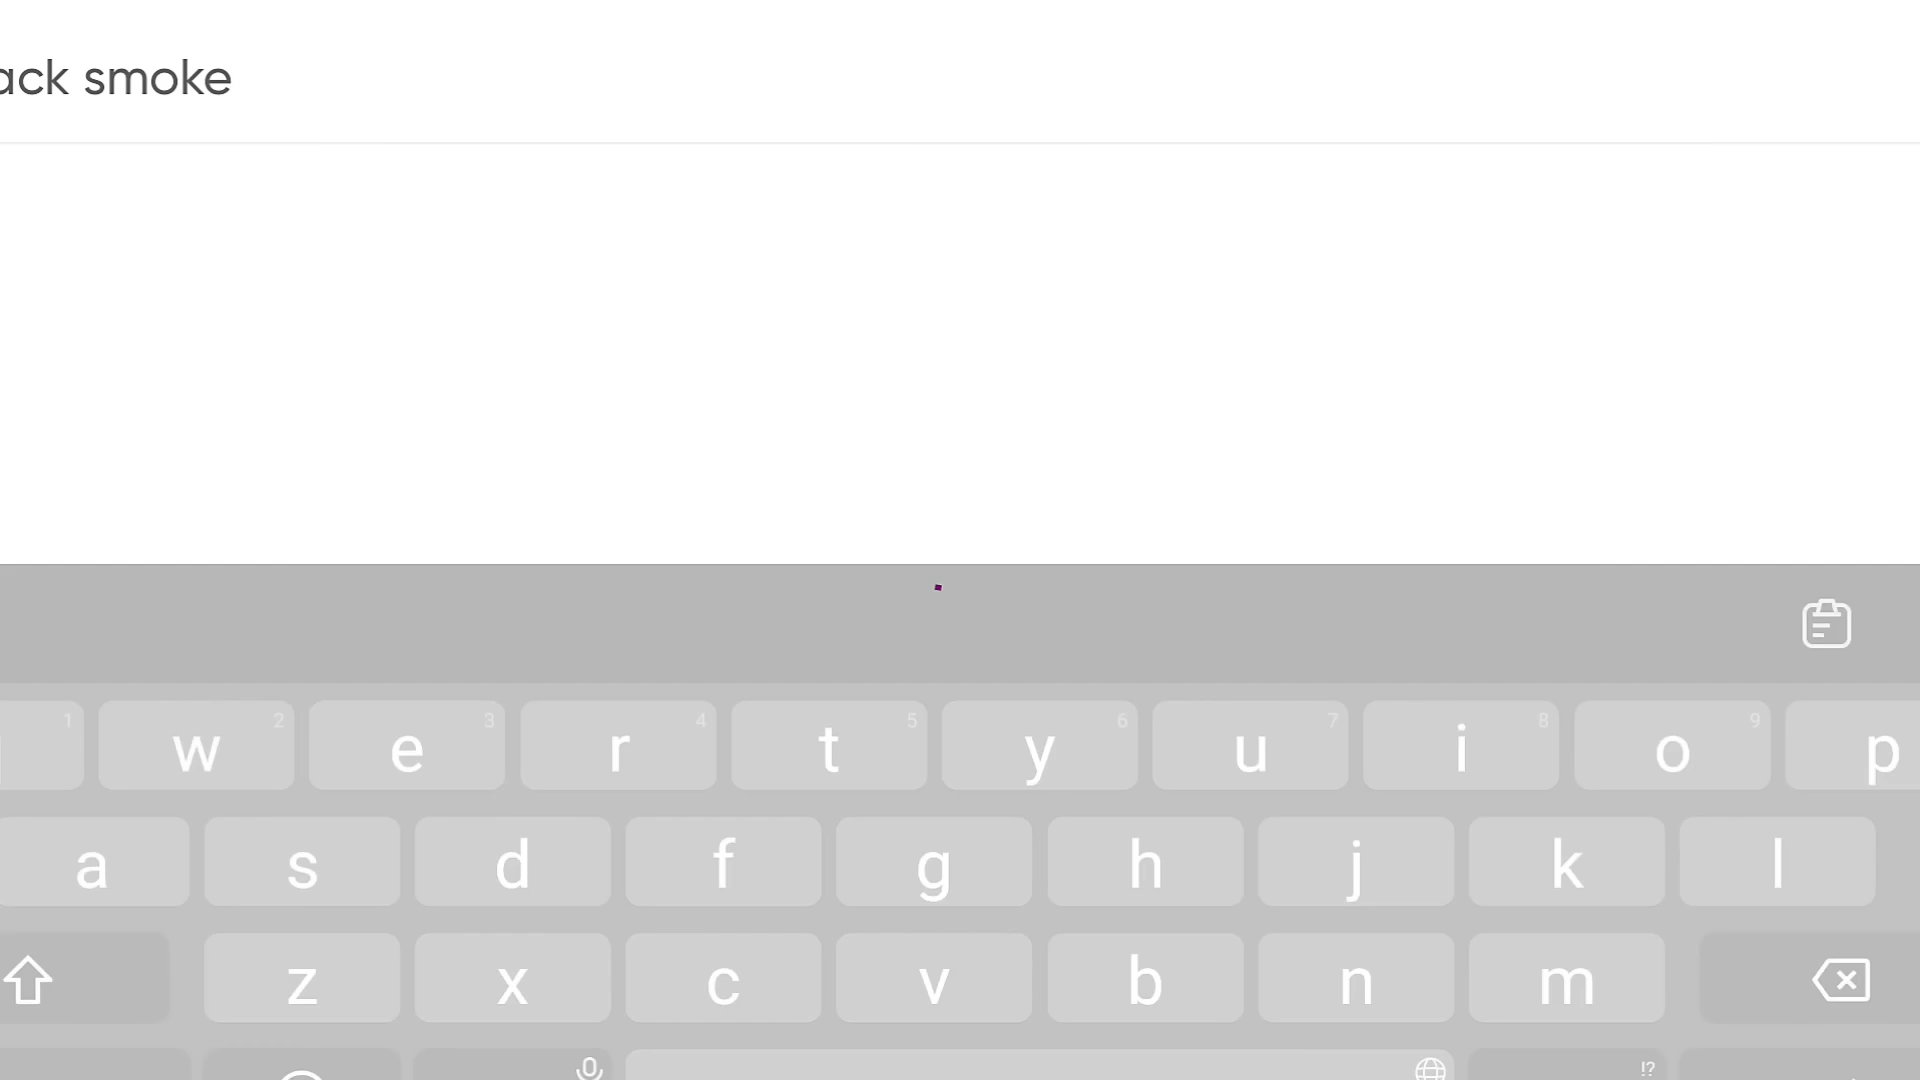 ack smoke
1 2 3 4 5 6 7 8 9
w e r t y u i o p
a s d f g h j k l
z x c v b n m
!?